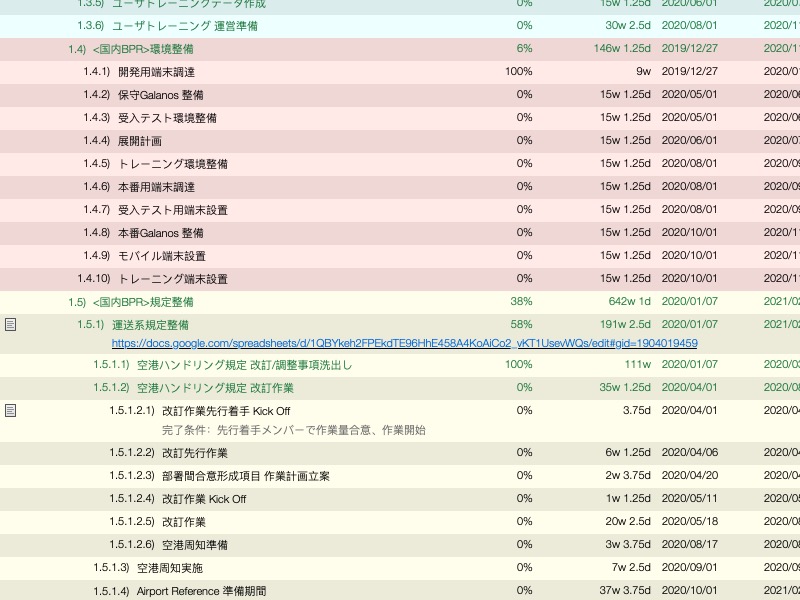 1.3.5) ユーザトレーニングデータ作成 0% 15w 1.25d 2020/06/01 2020/0
1.3.6) ユーザトレーニング 運営準備 0% 30w 2.5d 2020/08/01 2020/1
1.4) <国内BPR>環境整備 6% 146w 1.25d 2019/12/27 2020/1
1.4.1) 開発用端末調達 100% 9w 2019/12/27 2020/0
1.4.2) 保守Galanos 整備 0% 15w 1.25d 2020/05/01 2020/0
1.4.3) 受入テスト環境整備 0% 15w 1.25d 2020/05/01 2020/0
1.4.4) 展開計画 0% 15w 1.25d 2020/06/01 2020/0
1.4.5) トレーニング環境整備 0% 15w 1.25d 2020/08/01 2020/0
1.4.6) 本番用端末調達 0% 15w 1.25d 2020/08/01 2020/0
1.4.7) 受入テスト用端末設置 0% 15w 1.25d 2020/08/01 2020/0
1.4.8) 本番Galanos 整備 0% 15w 1.25d 2020/10/01 2020/1
1.4.9) モバイル端末設置 0% 15w 1.25d 2020/10/01 2020/1
1.4.10) トレーニング端末設置 0% 15w 1.25d 2020/10/01 2020/1
1.5) <国内BPR>規定整備 38% 642w 1d 2020/01/07 2021/0
1.5.1) 運送系規定整備 58% 191w 2.5d 2020/01/07 2021/0
https://docs.google.com/spreadsheets/d/1QBYkeh2FPEkdTE96HhE458A4KoAiCo2_vKT1UsevWQs/edit#gid=1904019459
1.5.1.1) 空港ハンドリング規定 改訂/調整事項洗出し 100% 111w 2020/01/07 2020/0
1.5.1.2) 空港ハンドリング規定 改訂作業 0% 35w 1.25d 2020/04/01 2020/0
1.5.1.2.1) 改訂作業先行着手 Kick Off 0% 3.75d 2020/04/01 2020/0
完了条件：先行着手メンバーで作業量合意、作業開始
1.5.1.2.2) 改訂先行作業 0% 6w 1.25d 2020/04/06 2020/0
1.5.1.2.3) 部署間合意形成項目 作業計画立案 0% 2w 3.75d 2020/04/20 2020/0
1.5.1.2.4) 改訂作業 Kick Off 0% 1w 1.25d 2020/05/11 2020/0
1.5.1.2.5) 改訂作業 0% 20w 2.5d 2020/05/18 2020/0
1.5.1.2.6) 空港周知準備 0% 3w 3.75d 2020/08/17 2020/0
1.5.1.3) 空港周知実施 0% 7w 2.5d 2020/09/01 2020/0
1.5.1.4) Airport Reference 準備期間 0% 37w 3.75d 2020/10/01 2021/0